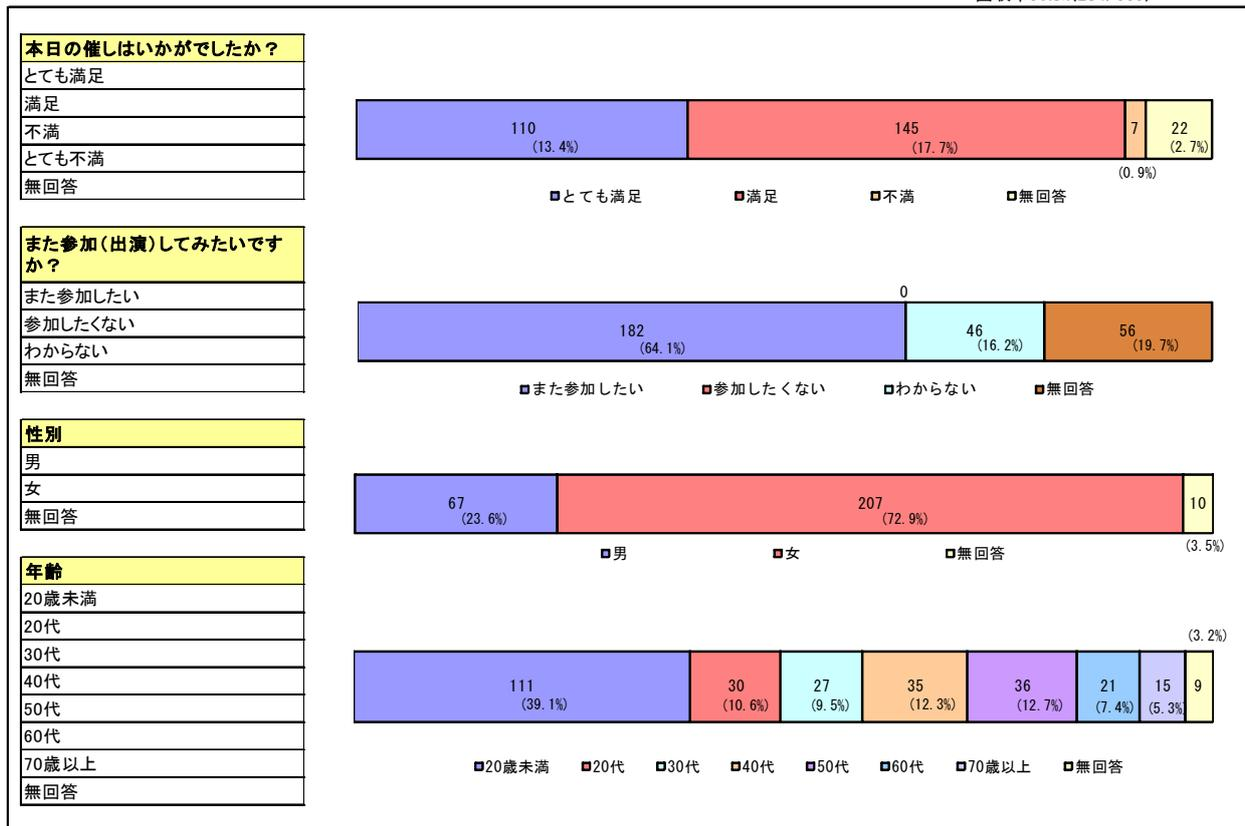 本日の催しはいかがでしたか？
とても満足
満足
不満
とても不満
無回答
110
(13.4%)
145
(17.7%)
7
(0.9%)
22
(2.7%)
とても満足 満足 不満 無回答
また参加(出演)してみたいです
か？
また参加したい
参加したくない
わからない
無回答
182
(64.1%)
0
46
(16.2%)
56
(19.7%)
また参加したい 参加したくない わからない 無回答
性別
男
女
無回答
67
(23.6%)
207
(72.9%)
10
(3.5%)
男 女 無回答
年齢
20歳未満
20代
30代
40代
50代
60代
70歳以上
無回答
111
(39.1%)
30
(10.6%)
27
(9.5%)
35
(12.3%)
36
(12.7%)
21
(7.4%)
15
(5.3%
9
(3.2%)
20歳未満 20代 30代 40代 50代 60代 70歳以上 無回答